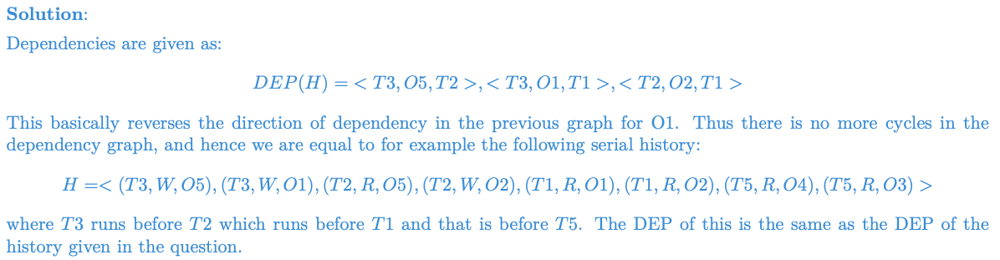 Solution:
Dependencies are given as:
DEP(H) = < T3, O5, T2 >, < T3, O1, T1 >, < T2, O2, T1 >
This basically reverses the direction of dependency in the previous graph for O1. Thus there is no more cycles in the
dependency graph, and hence we are equal to for example the following serial history:
H =< (T3, W, O5), (T3, W, O1), (T2, R, O5), (T2, W, O2), (T1, R, O1), (T1, R, O2), (T5, R, O4), (T5, R, O3) >
where T3 runs before T2 which runs before T1 and that is before T5. The DEP of this is the same as the DEP of the
history given in the question.